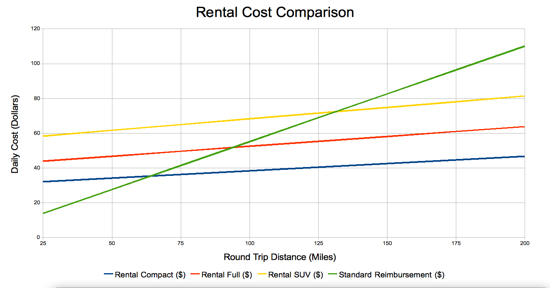 Rental Cost Comparison
120
100
80
60
40
20
0
Daily Cost (Dollars)
25 50 75 100 125 150 175 200
Round Trip Distance (Miles)
Rental Compact ($) Rental Full ($) Rental SUV ($) Standard Reimbursement ($)